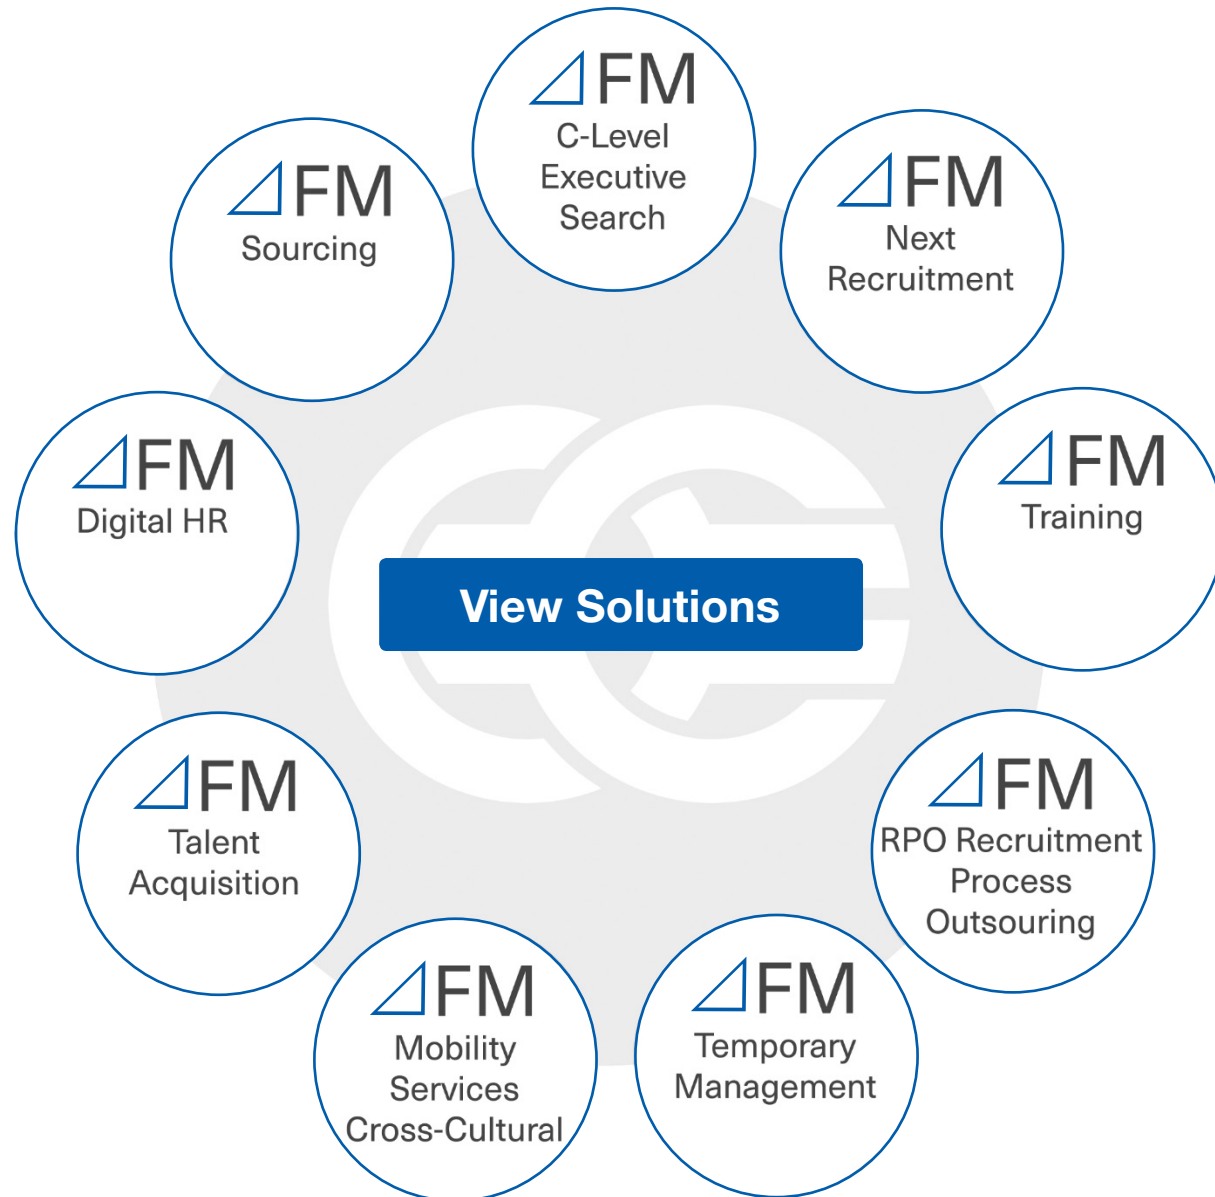 FM
C-Level
Executive
Search
FM
Next
Recruitment
FM
Training
FM
RPO Recruitment
Process
Outsouring
FM
Temporary
Management
FM
Mobility
Services
Cross-Cultural
FM
Talent
Acquisition
FM
Digital HR
FM
Sourcing
View Solutions